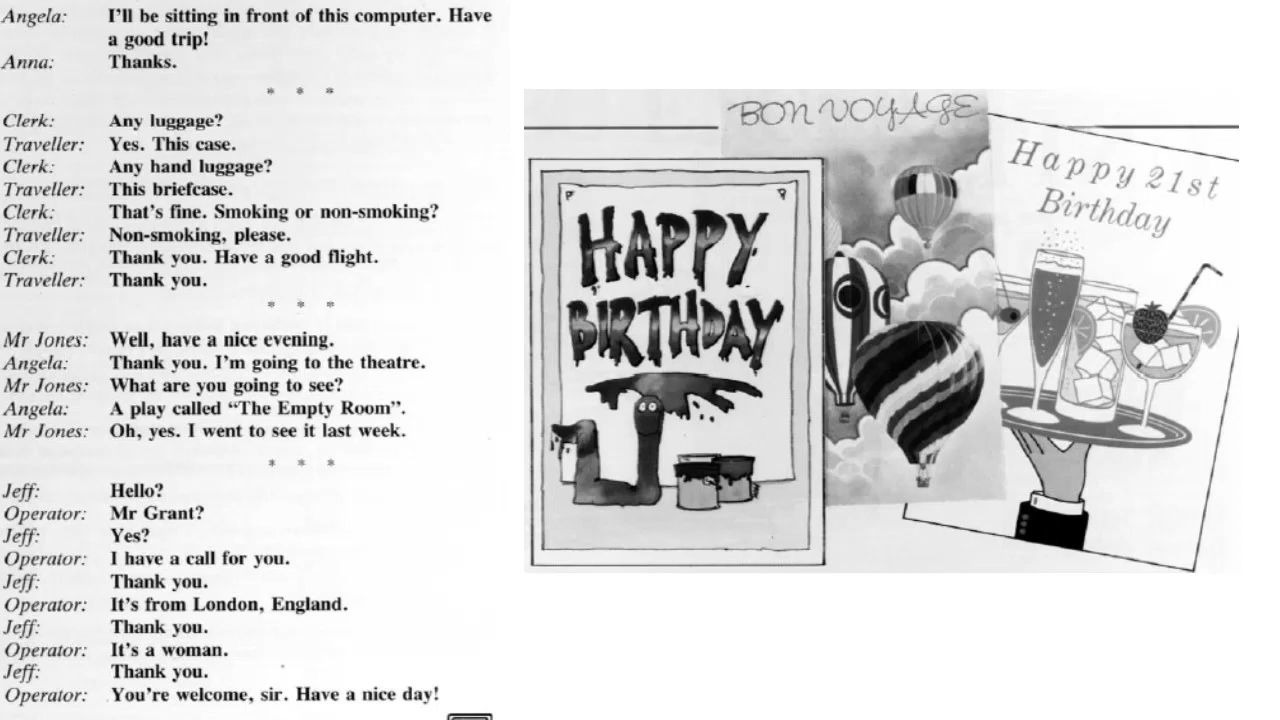 Angela: I'll be sitting in front of this computer. Have
a good trip!
Anna: Thanks.
* * *
Clerk: Any luggage?
Traveller: Yes. This case.
Clerk: Any hand luggage?
Traveller: This briefcase.
Clerk: That's fine. Smoking or non-smoking?
Traveller: Non-smoking, please.
Clerk: Thank you. Have a good flight.
Traveller: Thank you.
* * *
Mr Jones: Well, have a nice evening.
Angela: Thank you. I'm going to the theatre.
Mr Jones: What are you going to see?
Angela: A play called “The Empty Room”.
Mr Jones: Oh, yes. I went to see it last week.
* * *
Jeff: Hello?
Operator: Mr Grant?
Jeff: Yes?
Operator: I have a call for you.
Jeff: Thank you.
Operator: It's from London, England.
Jeff: Thank you.
Operator: It's a woman.
Jeff: Thank you.
Operator: You're welcome, sir. Have a nice day!
HAPPY
BIRTHDAY
BON VOYAGE
Happy 21st
Birthday